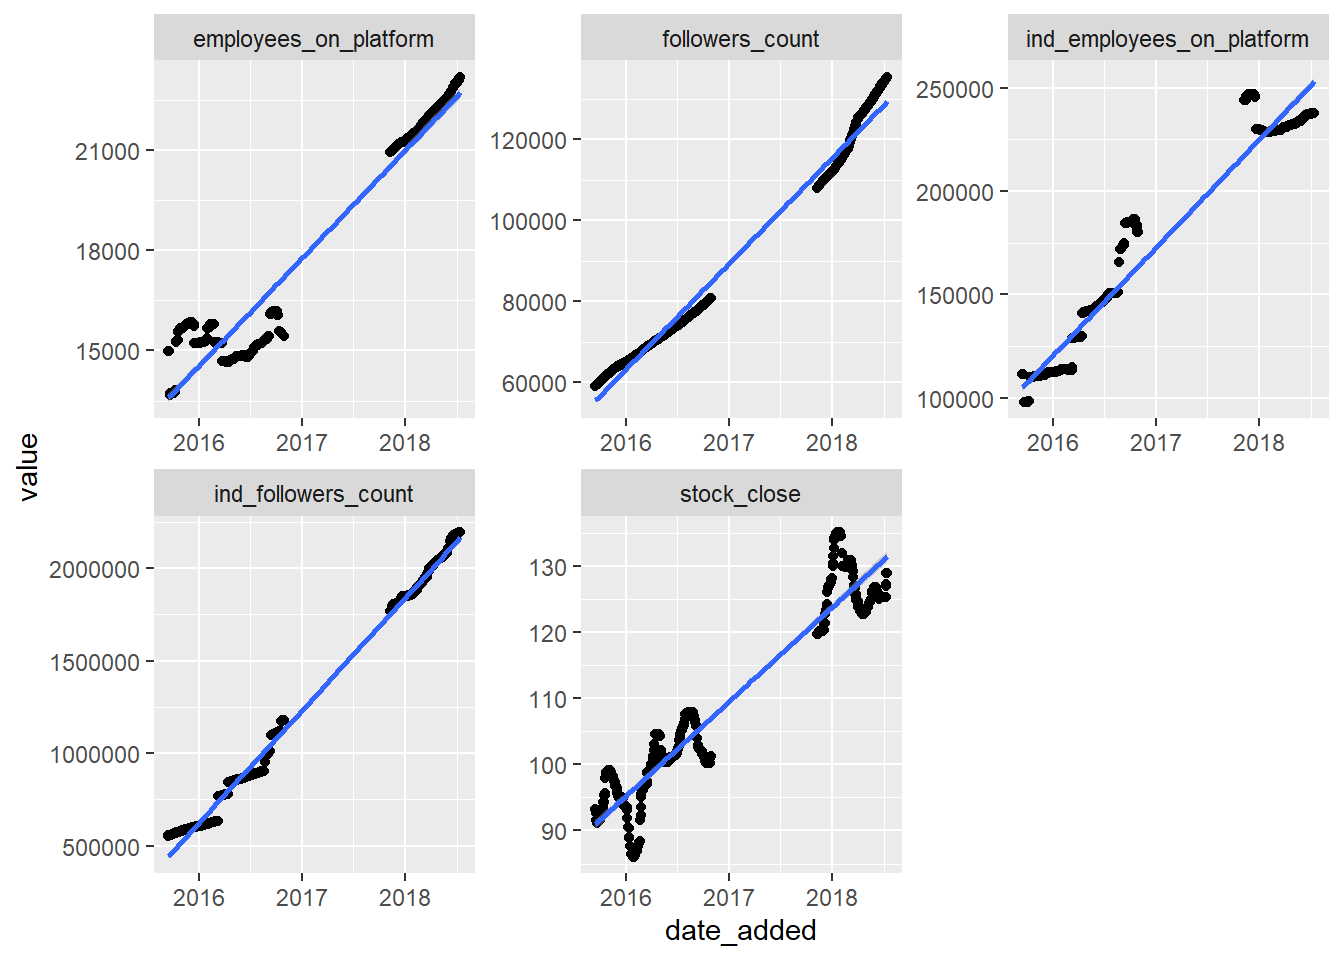 employees_on_platform
followers_count
ind_employees_on_platform
21000
18000
15000
2016 2017 2018
120000
100000
80000
60000
2016 2017 2018
250000
200000
150000
100000
2016 2017 2018
value
ind_followers_count
stock_close
2000000
1500000
1000000
500000
2016 2017 2018
130
120
110
100
90
2016 2017 2018
date_added